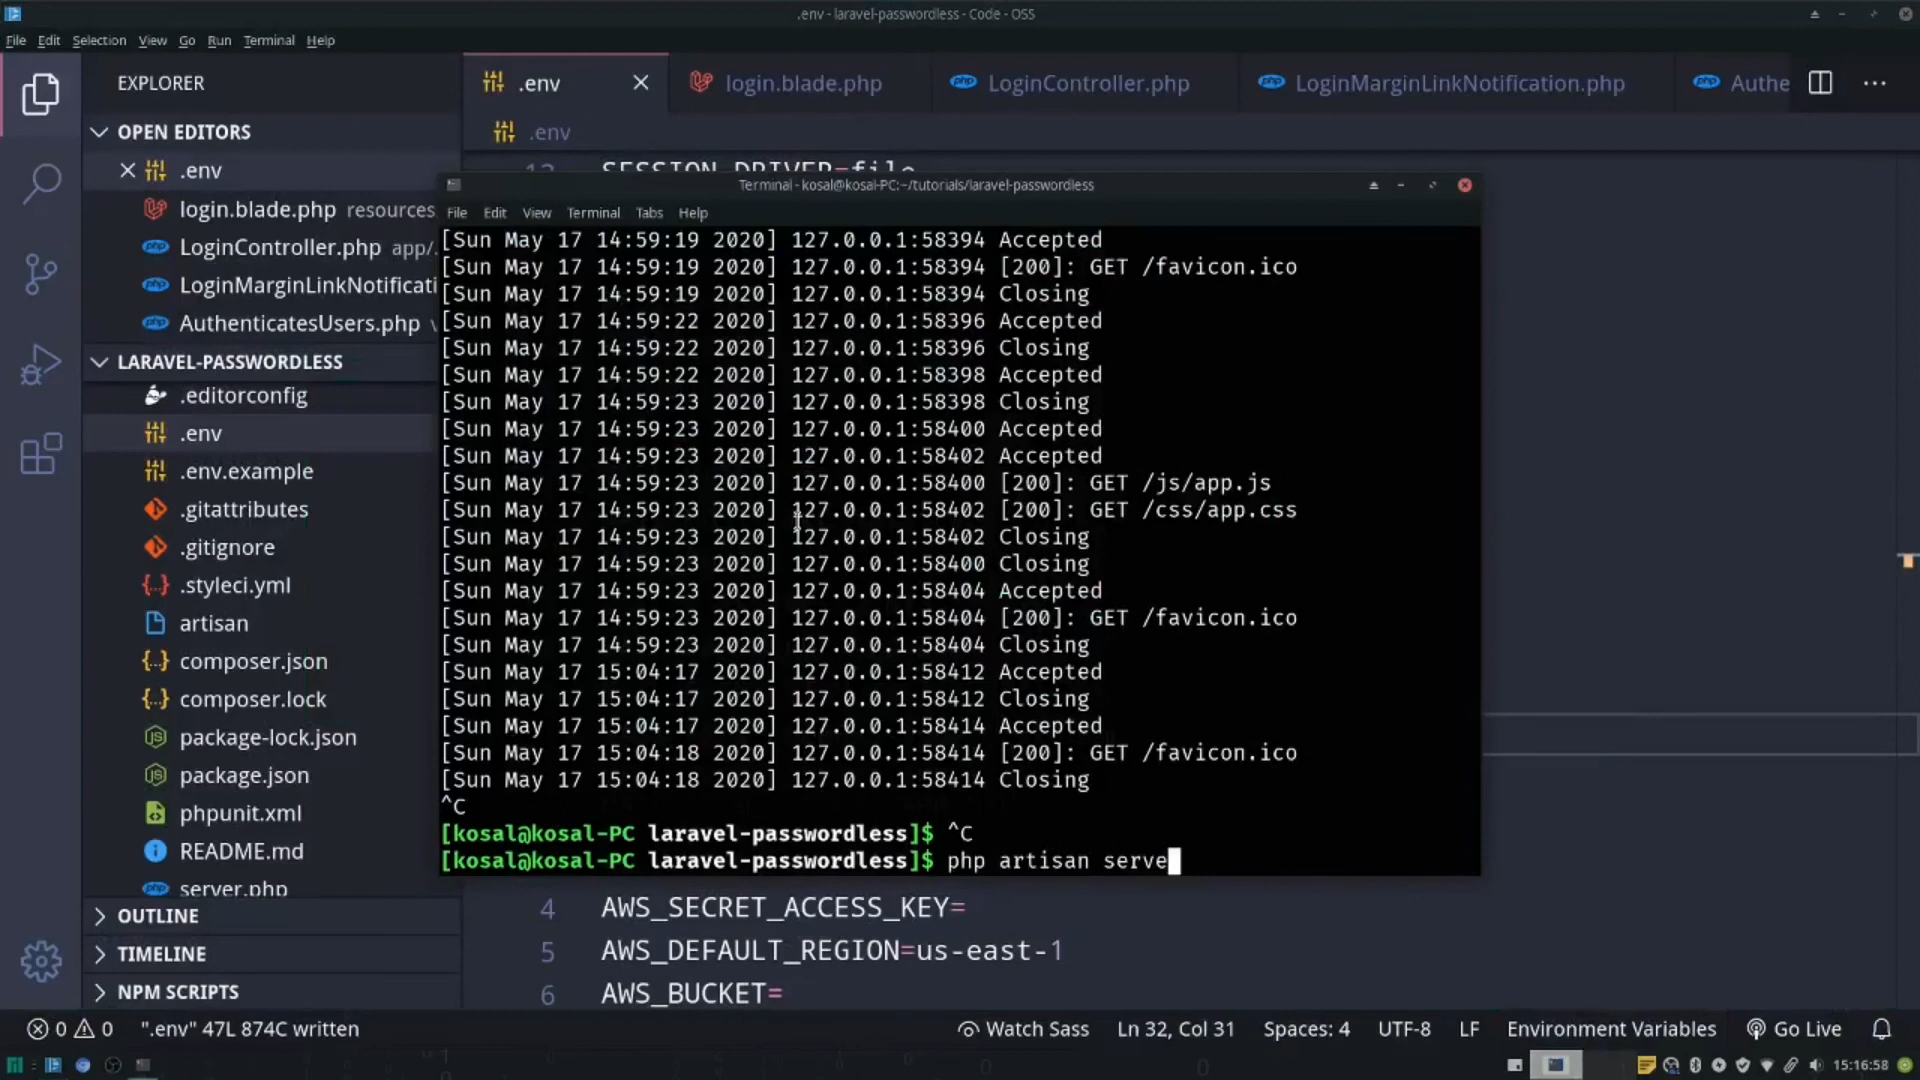 .env - laravel-passwordless - Code - OSS
File Edit Selection View Go Run Terminal Help
EXPLORER
.env
login.blade.php
LoginController.php
LoginMarginLinkNotification.php
Authe
OPEN EDITORS
.env
.env
login.blade.php resources
LoginController.php app/.
LoginMarginLinkNotificati
AuthenticatesUsers.php
LARAVEL-PASSWORDLESS
.editorconfig
.env
.env.example
.gitattributes
.gitignore
.styleci.yml
artisan
composer.json
composer.lock
package-lock.json
package.json
phpunit.xml
README.md
server.php
OUTLINE
TIMELINE
NPM SCRIPTS
SESSION_DRIVER=file
Terminal - kosal@kosal-PC:~/tutorials/laravel-passwordless
File Edit View Terminal Tabs Help
[Sun May 17 14:59:19 2020] 127.0.0.1:58394 Accepted
[Sun May 17 14:59:19 2020] 127.0.0.1:58394 [200]: GET /favicon.ico
[Sun May 17 14:59:19 2020] 127.0.0.1:58394 Closing
[Sun May 17 14:59:22 2020] 127.0.0.1:58396 Accepted
[Sun May 17 14:59:22 2020] 127.0.0.1:58396 Closing
[Sun May 17 14:59:22 2020] 127.0.0.1:58398 Accepted
[Sun May 17 14:59:23 2020] 127.0.0.1:58398 Closing
[Sun May 17 14:59:23 2020] 127.0.0.1:58400 Accepted
[Sun May 17 14:59:23 2020] 127.0.0.1:58402 Accepted
[Sun May 17 14:59:23 2020] 127.0.0.1:58400 [200]: GET /js/app.js
[Sun May 17 14:59:23 2020] 127.0.0.1:58402 [200]: GET /css/app.css
[Sun May 17 14:59:23 2020] 127.0.0.1:58402 Closing
[Sun May 17 14:59:23 2020] 127.0.0.1:58400 Closing
[Sun May 17 14:59:23 2020] 127.0.0.1:58404 Accepted
[Sun May 17 14:59:23 2020] 127.0.0.1:58404 [200]: GET /favicon.ico
[Sun May 17 14:59:23 2020] 127.0.0.1:58404 Closing
[Sun May 17 15:04:17 2020] 127.0.0.1:58412 Accepted
[Sun May 17 15:04:17 2020] 127.0.0.1:58412 Closing
[Sun May 17 15:04:17 2020] 127.0.0.1:58414 Accepted
[Sun May 17 15:04:18 2020] 127.0.0.1:58414 [200]: GET /favicon.ico
[Sun May 17 15:04:18 2020] 127.0.0.1:58414 Closing
^C
[kosal@kosal-PC laravel-passwordless]$ ^C
[kosal@kosal-PC laravel-passwordless]$ php artisan serve
4 AWS_SECRET_ACCESS_KEY=
5 AWS_DEFAULT_REGION=us-east-1
6 AWS_BUCKET=
0 0 ".env" 47L 874C written
Watch Sass Ln 32, Col 31 Spaces: 4 UTF-8 LF Environment Variables Go Live
15:16:58